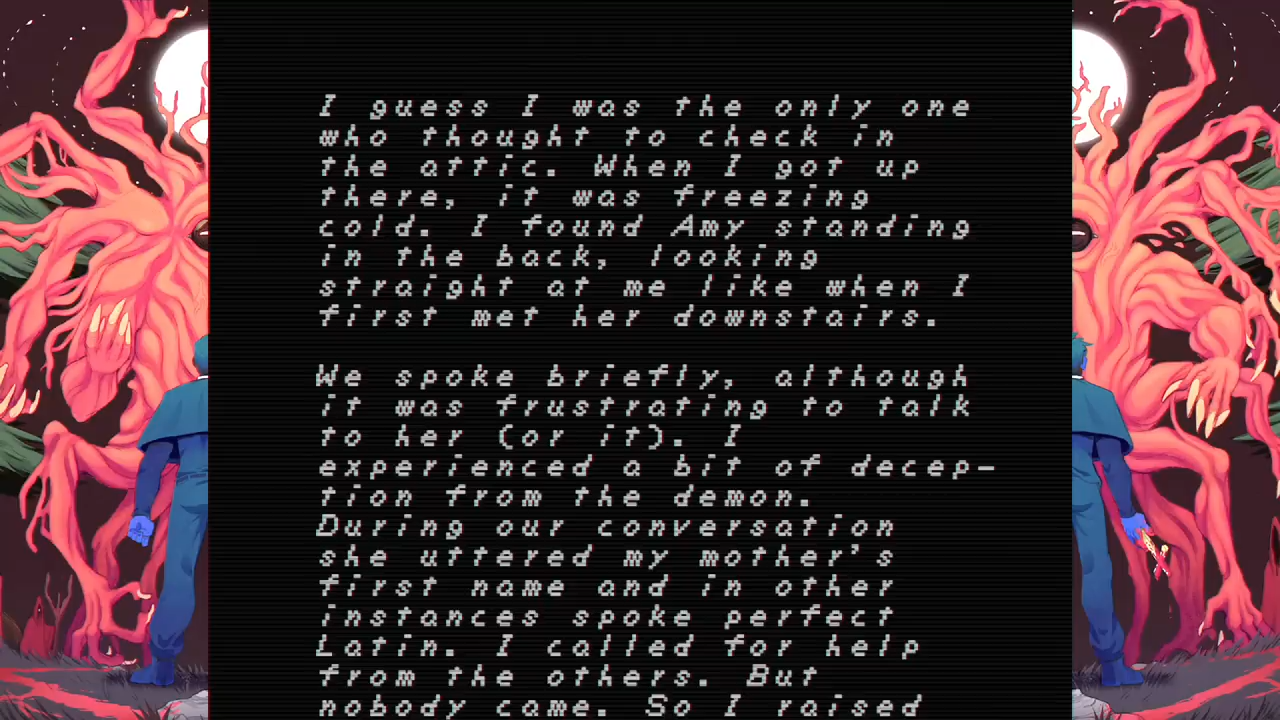 I guess I was the only one
who thought to check in
the attic. When I got up
there, it was freezing
cold. I found Amy standing
in the back, looking
straight at me like when I
first met her downstairs.
We spoke briefly, although
it was frustrating to talk
to her (or it). I
experienced a bit of decep-
tion from the demon.
During our conversation
she uttered my mother's
first name and in other
instances spoke perfect
Latin. I called for help
from the others. But
nobody came. So I raised